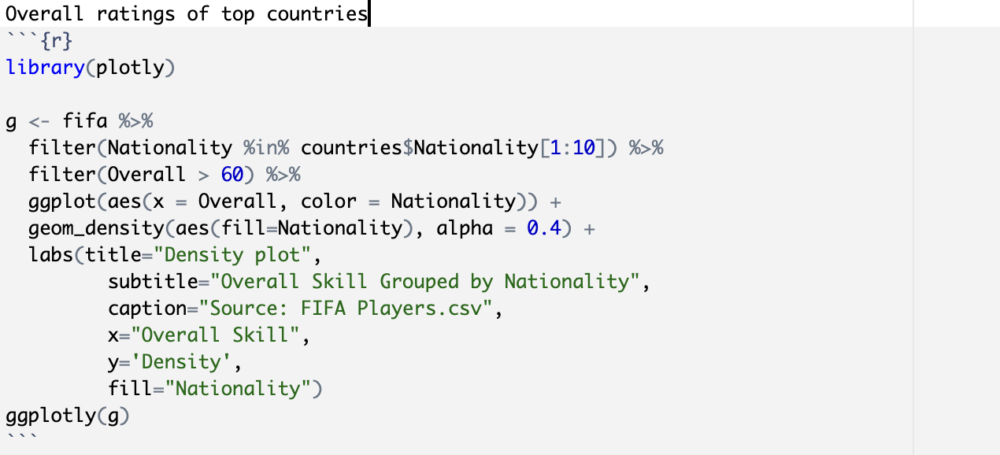 Overall ratings of top countries
```{r}
library(plotly)

g <- fifa %>%
  filter(Nationality %in% countries$Nationality[1:10]) %>%
  filter(Overall > 60) %>%
  ggplot(aes(x = Overall, color = Nationality)) +
  geom_density(aes(fill=Nationality), alpha = 0.4) +
  labs(title="Density plot",
         subtitle="Overall Skill Grouped by Nationality",
         caption="Source: FIFA Players.csv",
         x="Overall Skill",
         y='Density',
         fill="Nationality")
ggplotly(g)
```